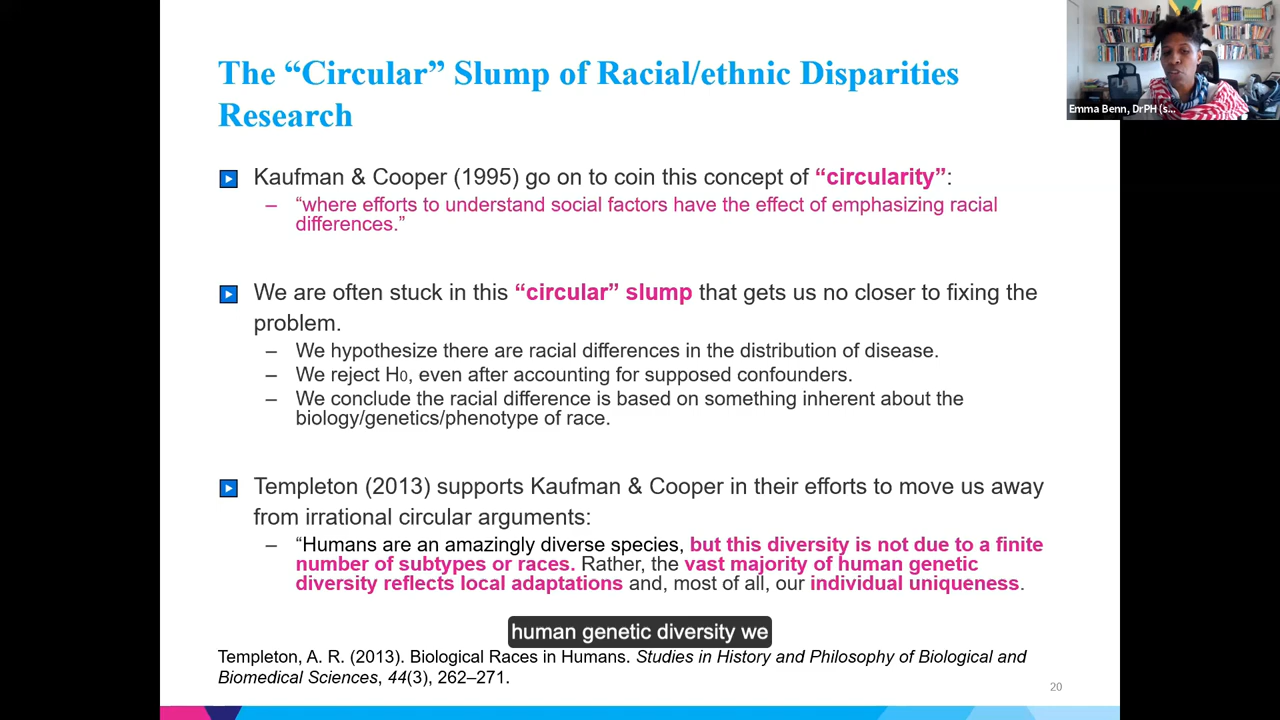 The “Circular” Slump of Racial/ethnic Disparities
Research
Emma Benn, DrPH (s...
Kaufman & Cooper (1995) go on to coin this concept of “circularity”:
– “where efforts to understand social factors have the effect of emphasizing racial
differences.”
We are often stuck in this “circular” slump that gets us no closer to fixing the
problem.
– We hypothesize there are racial differences in the distribution of disease.
– We reject H0, even after accounting for supposed confounders.
– We conclude the racial difference is based on something inherent about the
biology/genetics/phenotype of race.
Templeton (2013) supports Kaufman & Cooper in their efforts to move us away
from irrational circular arguments:
– “Humans are an amazingly diverse species, but this diversity is not due to a finite
number of subtypes or races. Rather, the vast majority of human genetic
diversity reflects local adaptations and, most of all, our individual uniqueness.
human genetic diversity we
Templeton, A. R. (2013). Biological Races in Humans. Studies in History and Philosophy of Biological and
Biomedical Sciences, 44(3), 262–271.
20